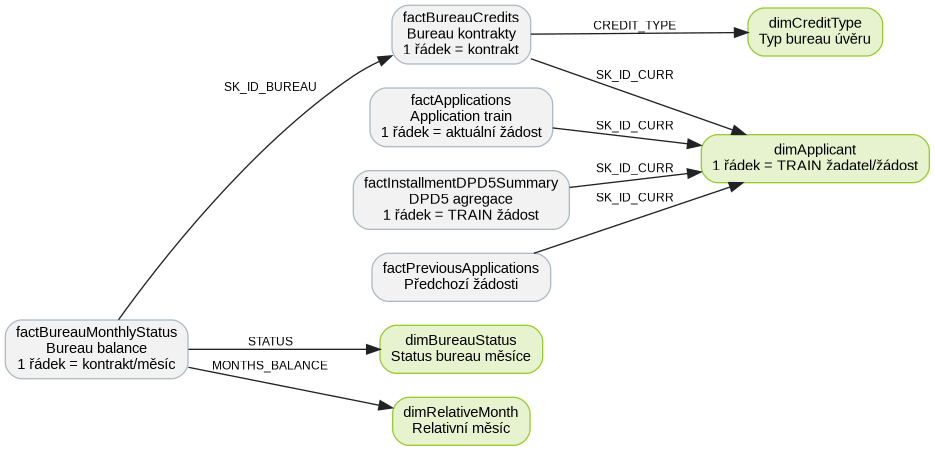 factBureauCredits
Bureau kontrakty
1 řádek = kontrakt
CREDIT_TYPE
dimCreditType
Typ bureau úvěru
SK_ID_CURR
SK_ID_BUREAU
factApplications
Application train
1 řádek = aktuální žádost
SK_ID_CURR
dimApplicant
1 řádek = TRAIN žadatel/žádost
factInstallmentDPD5Summary
DPD5 agregace
1 řádek = TRAIN žádost
SK_ID_CURR
SK_ID_CURR
factPreviousApplications
Předchozí žádosti
factBureauMonthlyStatus
Bureau balance
1 řádek = kontrakt/měsíc
STATUS
dimBureauStatus
Status bureau měsíce
MONTHS_BALANCE
dimRelativeMonth
Relativní měsíc